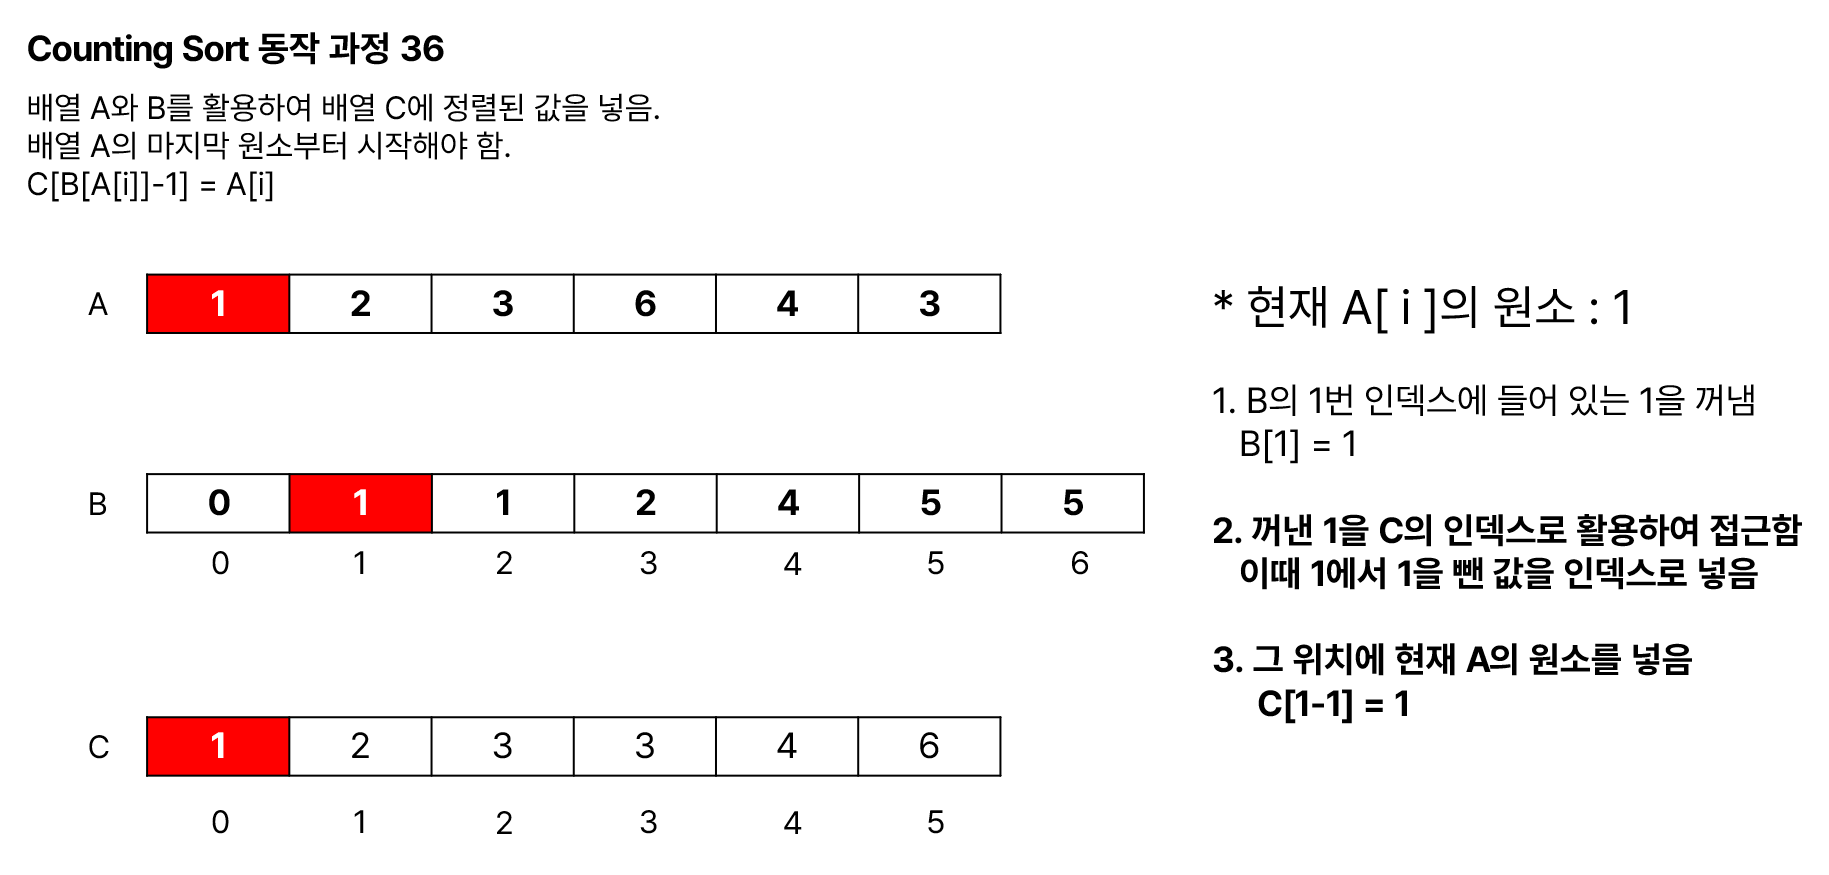 Counting Sort 동작 과정 36
배열 A와 B를 활용하여 배열 C에 정렬된 값을 넣음.
배열 A의 마지막 원소부터 시작해야 함.
C[B[A[i]]-1] = A[i]
A 1 2 3 6 4 3
B 0 1 1 2 4 5 5
0 1 2 3 4 5 6
C 1 2 3 3 4 6
0 1 2 3 4 5
* 현재 A[ i ]의 원소 : 1
1. B의 1번 인덱스에 들어 있는 1을 꺼냄
B[1] = 1
2. 꺼낸 1을 C의 인덱스로 활용하여 접근함
이때 1에서 1을 뺀 값을 인덱스로 넣음
3. 그 위치에 현재 A의 원소를 넣음
C[1-1] = 1